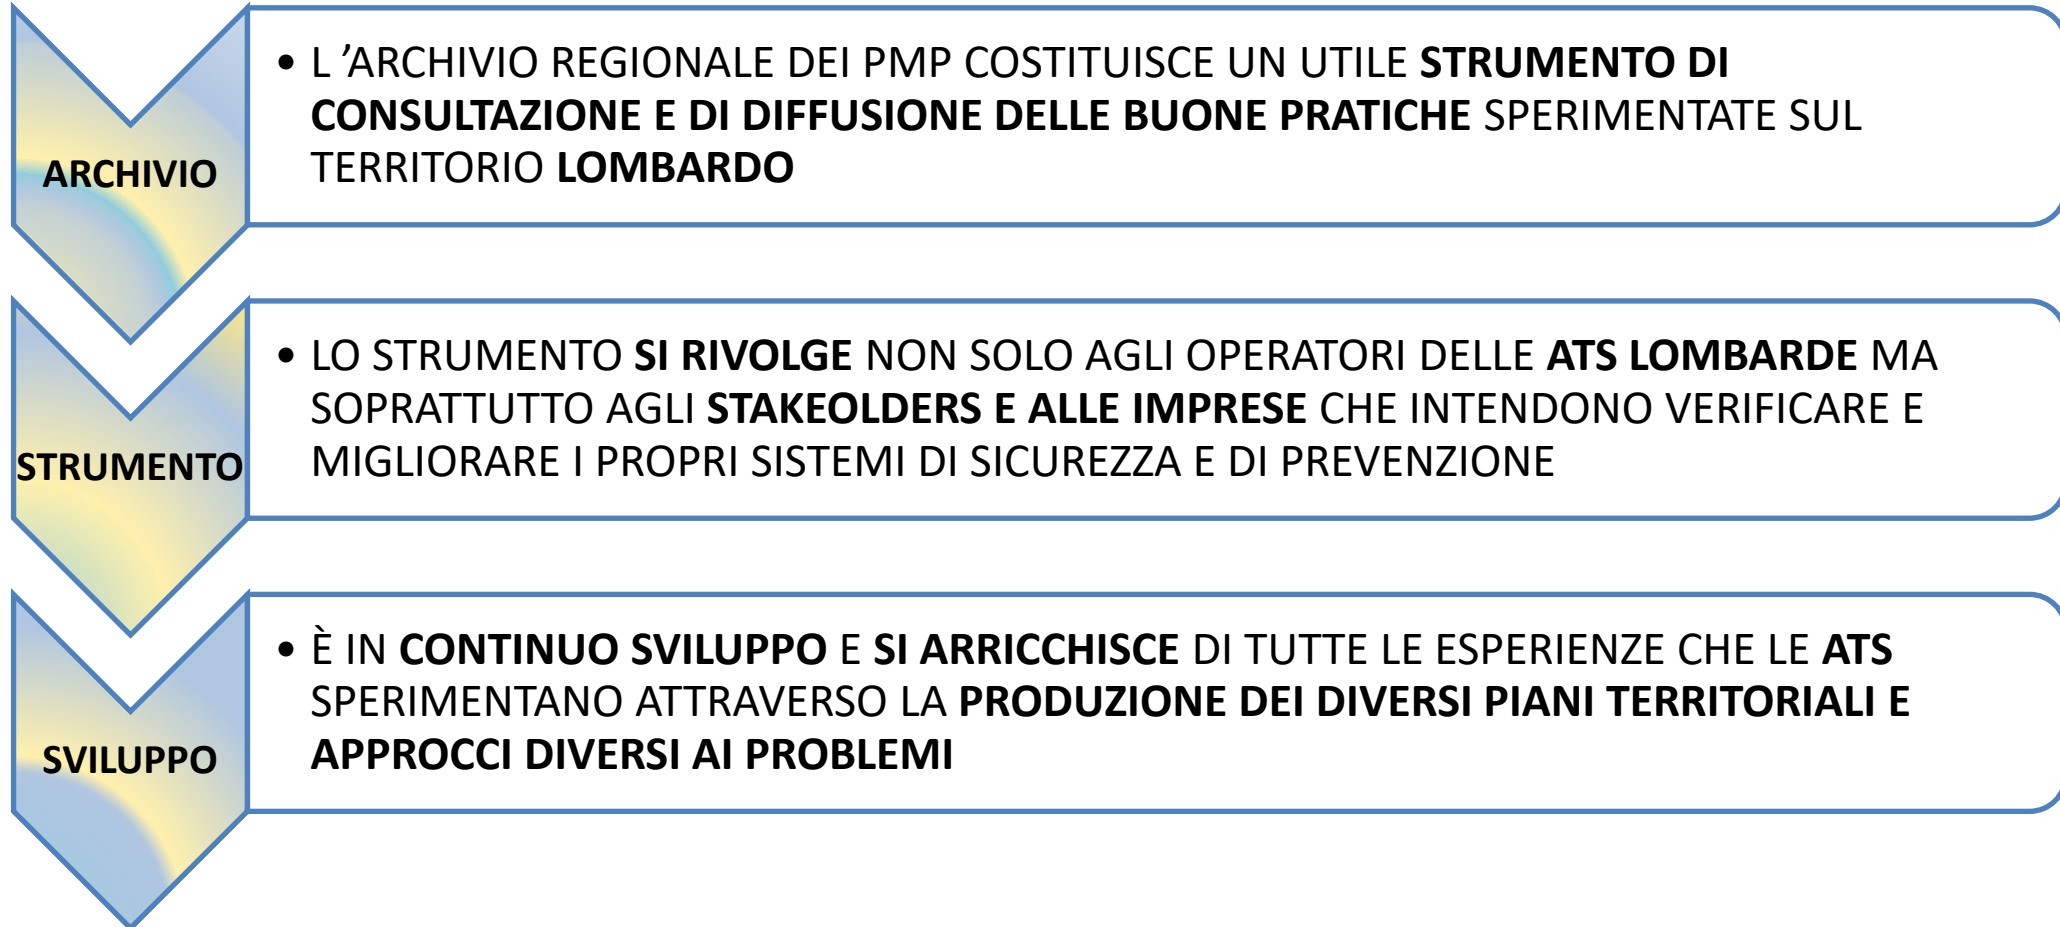 ARCHIVIO
• L ’ARCHIVIO REGIONALE DEI PMP COSTITUISCE UN UTILE STRUMENTO DI
CONSULTAZIONE E DI DIFFUSIONE DELLE BUONE PRATICHE SPERIMENTATE SUL
TERRITORIO LOMBARDO
STRUMENTO
• LO STRUMENTO SI RIVOLGE NON SOLO AGLI OPERATORI DELLE ATS LOMBARDE MA
SOPRATTUTTO AGLI STAKEOLDERS E ALLE IMPRESE CHE INTENDONO VERIFICARE E
MIGLIORARE I PROPRI SISTEMI DI SICUREZZA E DI PREVENZIONE
SVILUPPO
• È IN CONTINUO SVILUPPO E SI ARRICCHISCE DI TUTTE LE ESPERIENZE CHE LE ATS
SPERIMENTANO ATTRAVERSO LA PRODUZIONE DEI DIVERSI PIANI TERRITORIALI E
APPROCCI DIVERSI AI PROBLEMI